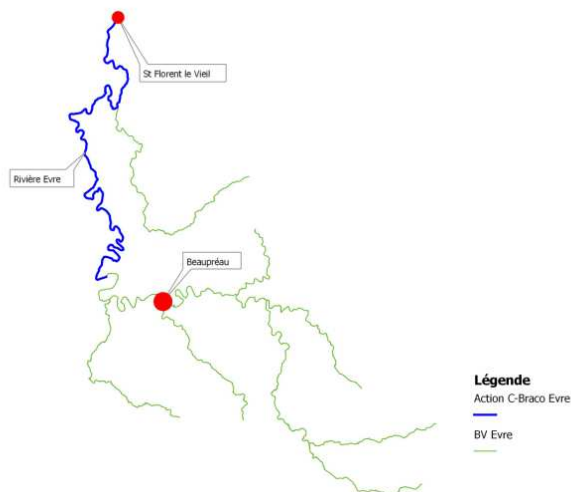 St Florent le Vieil
Rivière Evre
Beaupréau
Légende
Action C-Braco Evre
BV Evre